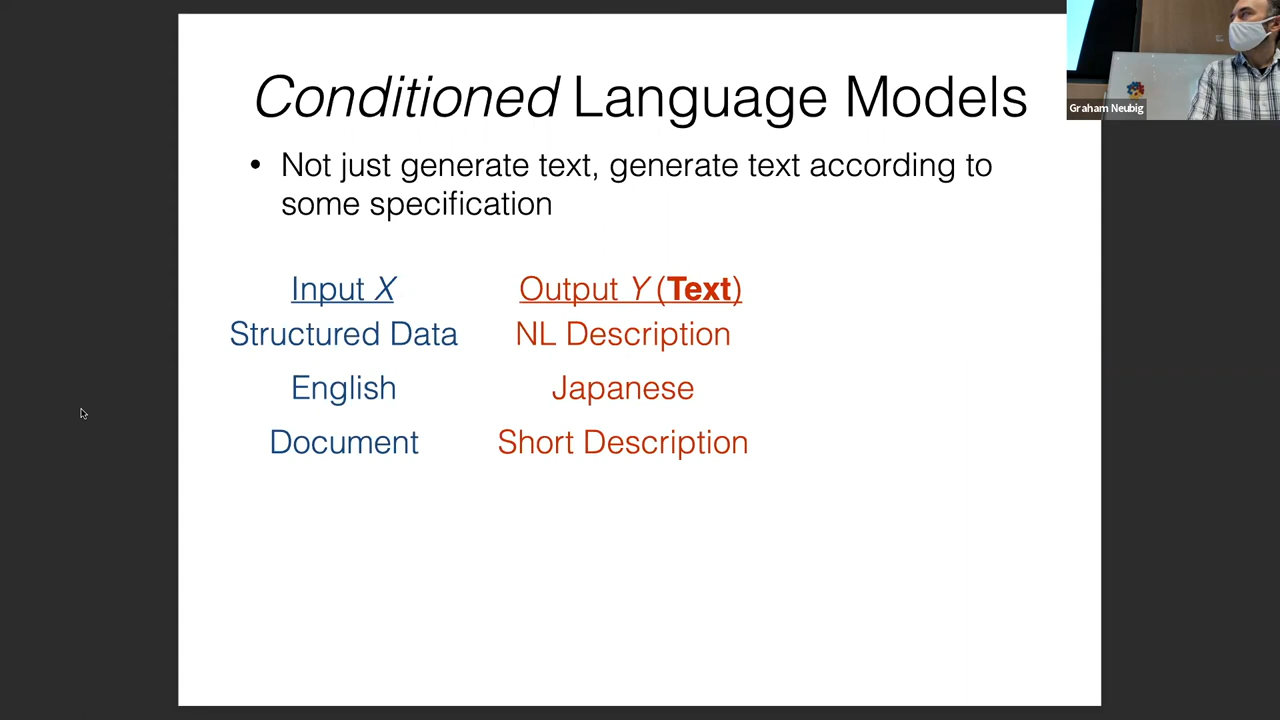 Conditioned Language Models
• Not just generate text, generate text according to
some specification
Input X Output Y (Text)
Structured Data NL Description
English Japanese
Document Short Description
Graham Neubig